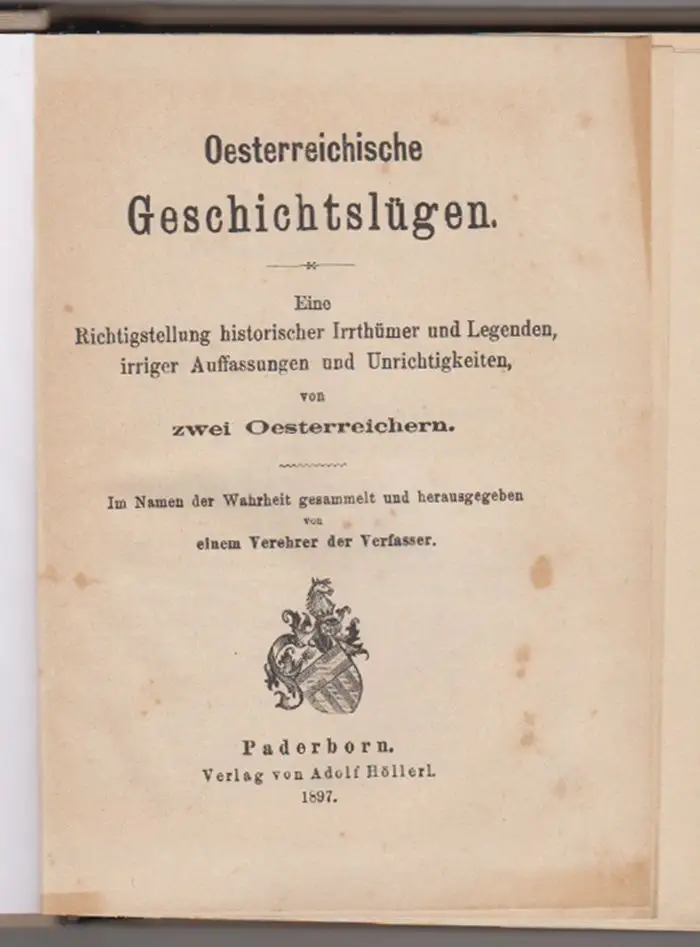 Oesterreichische
Geschichtslügen.
Eine
Richtigstellung historischer Irrthümer und Legenden,
irriger Auffassungen und Unrichtigkeiten,
von
zwei Oesterreichern.
Im Namen der Wahrheit gesammelt und herausgegeben
von
einem Verehrer der Verfasser.
Paderborn.
Verlag von Adolf Höllerl.
1897.